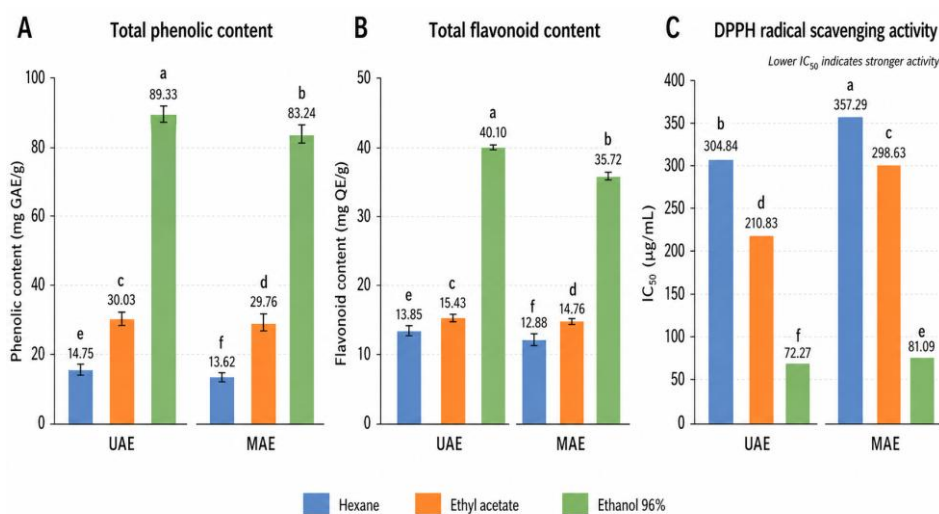 A Total phenolic content
Phenolic content (mg GAE/g)
100
80
60
40
20
0
e
14.75
c
30.03
a
89.33
f
13.62
d
29.76
b
83.24
UAE MAE
B Total flavonoid content
Flavonoid content (mg QE/g)
50
40
30
20
10
0
e
13.85
c
15.43
a
40.10
f
12.88
d
14.76
b
35.72
UAE MAE
C DPPH radical scavenging activity
Lower IC₅₀ indicates stronger activity
IC₅₀ (µg/mL)
400
350
300
250
200
150
100
50
0
b
304.84
d
210.83
f
72.27
a
357.29
c
298.63
e
81.09
UAE MAE
Hexane Ethyl acetate Ethanol 96%